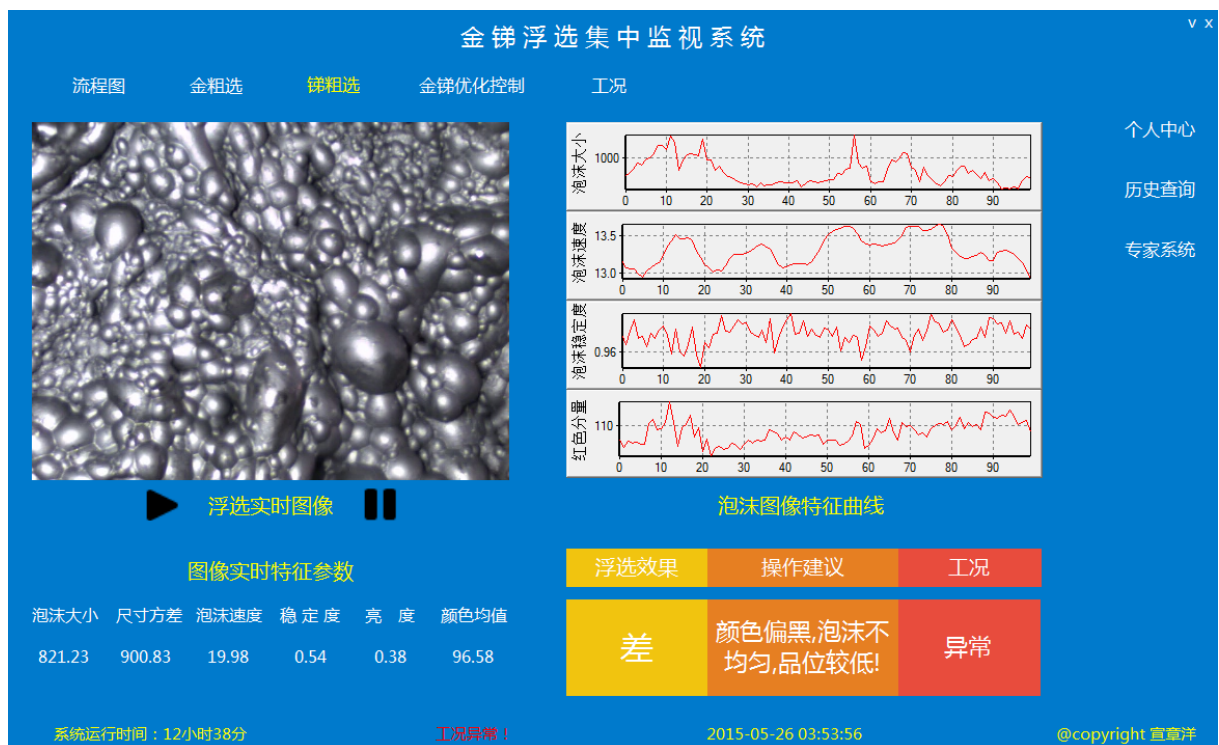 v x
金锑浮选集中监视系统
流程图 金粗选 锑粗选 金锑优化控制 工况
个人中心
历史查询
专家系统
泡沫大小
1000
0 10 20 30 40 50 60 70 80 90
泡沫速度
13.5
13.0
0 10 20 30 40 50 60 70 80 90
泡沫稳定度
0.96
0 10 20 30 40 50 60 70 80 90
红色分量
110
0 10 20 30 40 50 60 70 80 90
浮选实时图像
泡沫图像特征曲线
图像实时特征参数
泡沫大小 尺寸方差 泡沫速度 稳定度 亮 度 颜色均值
821.23 900.83 19.98 0.54 0.38 96.58
浮选效果 操作建议 工况
差
颜色偏黑,泡沫不
均匀,品位较低!
异常
系统运行时间：12小时38分 工况异常！ 2015-05-26 03:53:56 @copyright 宣章洋